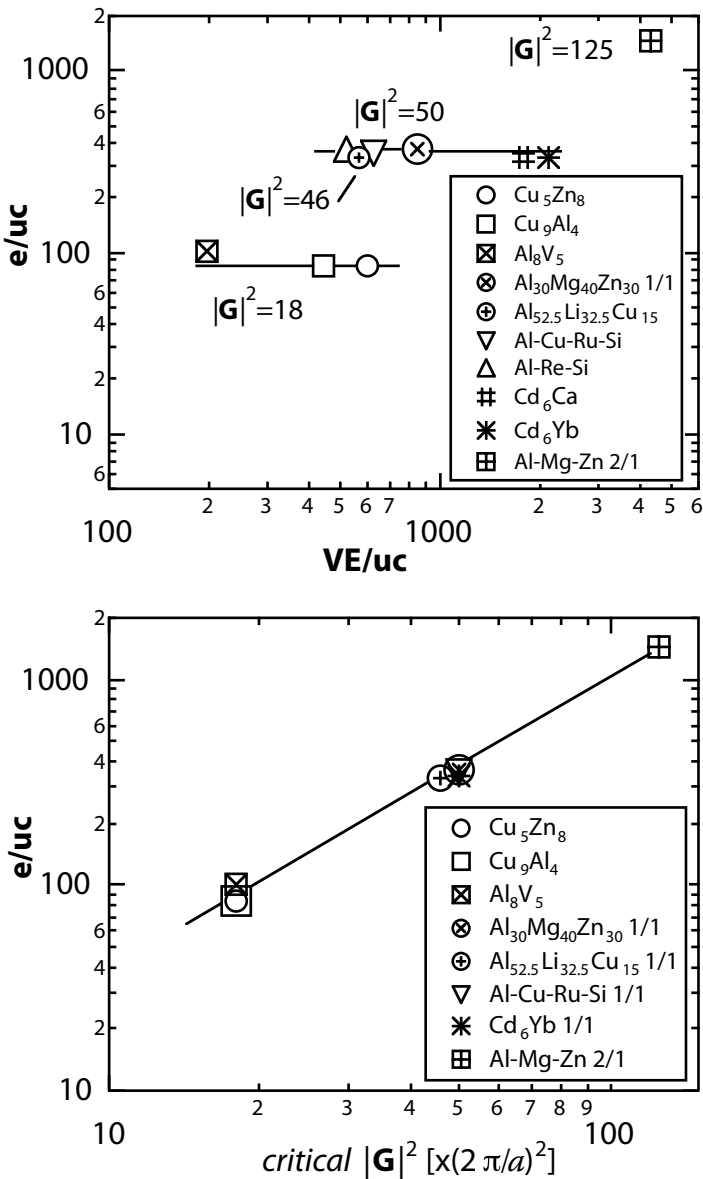 2
1000
6
4
2
100
6
4
2
10
6
e/uc
|G|²=125
|G|²=50
|G|²=46
|G|²=18
Cu₅Zn₈
Cu₉Al₄
Al₈V₅
Al₃₀Mg₄₀Zn₃₀ 1/1
Al₅₂.₅Li₃₂.₅Cu₁₅
Al-Cu-Ru-Si
Al-Re-Si
Cd₆Ca
Cd₆Yb
Al-Mg-Zn 2/1
100 2 3 4 5 6 7 1000 2 3 4 5 6
VE/uc
2
1000
6
4
2
100
6
4
2
10
e/uc
Cu₅Zn₈
Cu₉Al₄
Al₈V₅
Al₃₀Mg₄₀Zn₃₀ 1/1
Al₅₂.₅Li₃₂.₅Cu₁₅ 1/1
Al-Cu-Ru-Si 1/1
Cd₆Yb 1/1
Al-Mg-Zn 2/1
10 2 3 4 5 6 7 8 9 100
critical |G|² [x(2 π/a)²]